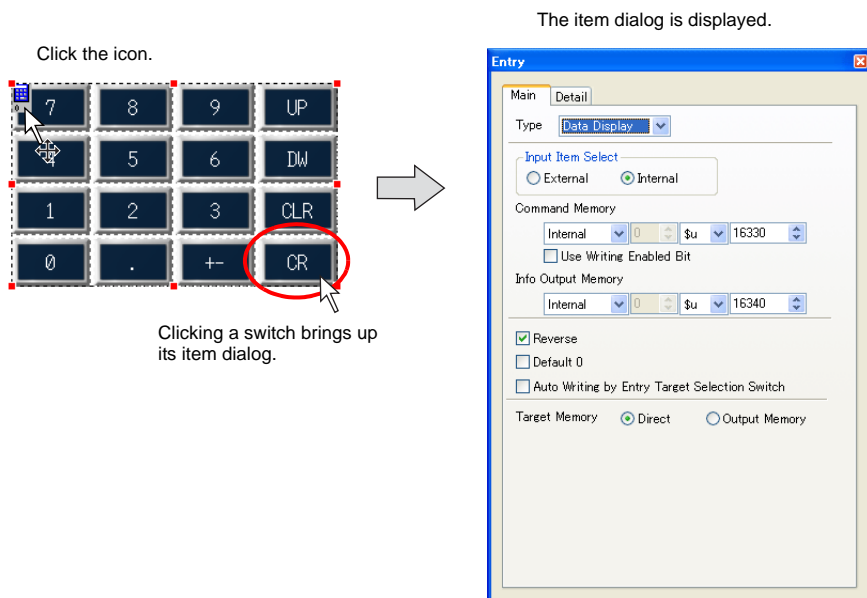 The item dialog is displayed.
Click the icon.
7 8 9 UP
4 5 6 DW
1 2 3 CLR
0 . +- CR
Clicking a switch brings up
its item dialog.
Entry
Main Detail
Type Data Display
Input Item Select
External Internal
Command Memory
Internal 0 $u 16330
Use Writing Enabled Bit
Info Output Memory
Internal 0 $u 16340
Reverse
Default 0
Auto Writing by Entry Target Selection Switch
Target Memory Direct Output Memory